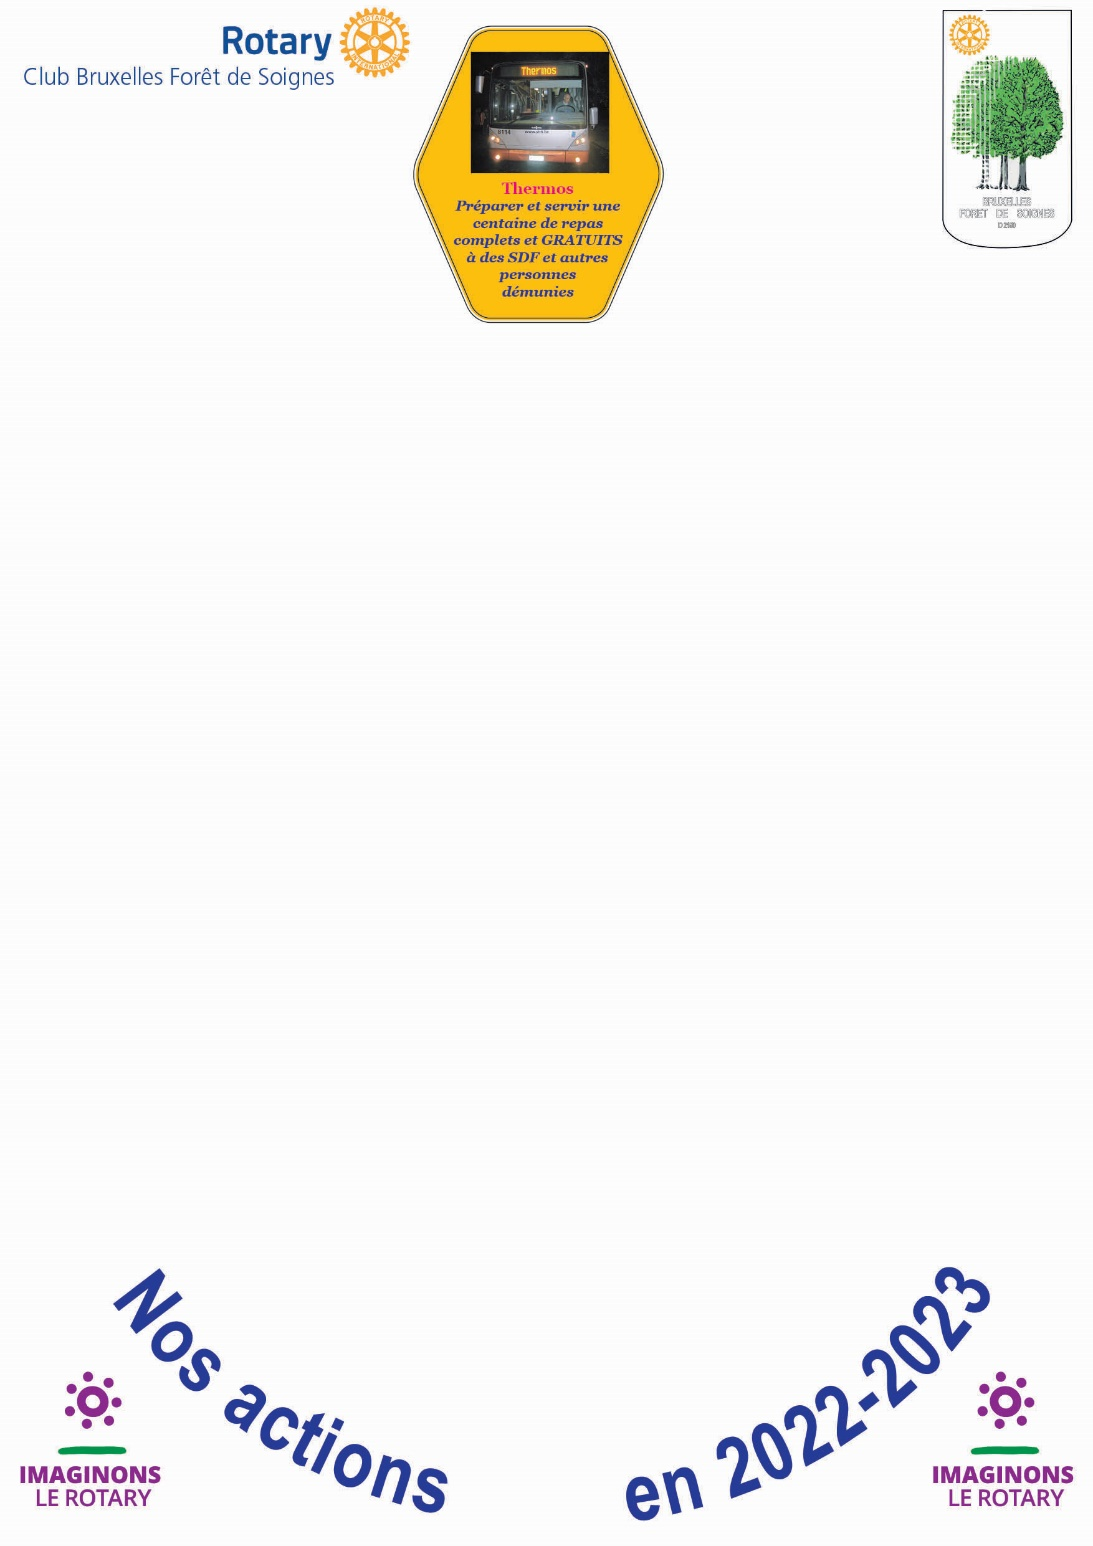 Rotary
Club Bruxelles Forêt de Soignes
ROTARY
INTERNATIONAL
Thermos
Thermos
Préparer et servir une
centaine de repas
complets et GRATUITS
à des SDF et autres
personnes
démunies
BRUXELLES
FORET DE SOIGNES
Nos actions
en 2022-2023
IMAGINONS
LE ROTARY
IMAGINONS
LE ROTARY